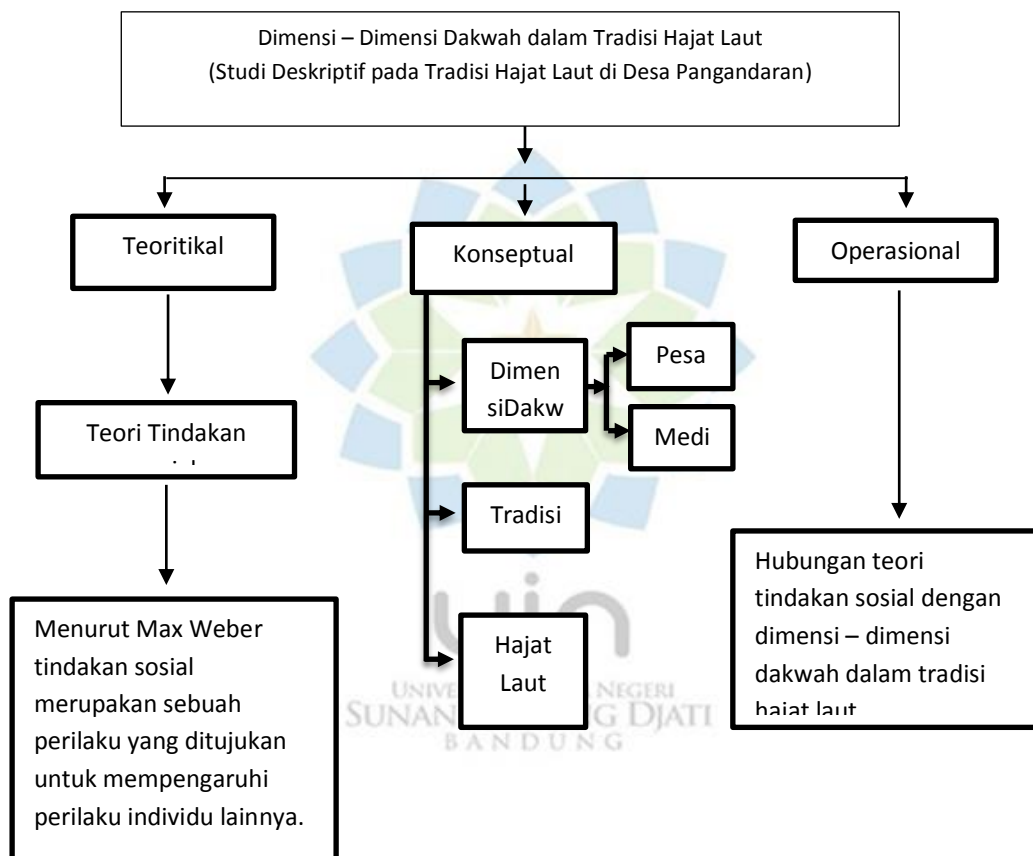 Dimensi – Dimensi Dakwah dalam Tradisi Hajat Laut
(Studi Deskriptif pada Tradisi Hajat Laut di Desa Pangandaran)
Teoritikal
Konseptual
Operasional
Dimen
siDakw
Pesa
Medi
Teori Tindakan
Tradisi
Hajat
Laut
Menurut Max Weber
tindakan sosial
merupakan sebuah
perilaku yang ditujukan
untuk mempengaruhi
perilaku individu lainnya.
Hubungan teori
tindakan sosial dengan
dimensi – dimensi
dakwah dalam tradisi
hajat laut
uin
NEGERI
SUNAN DJATI
BANDUNG